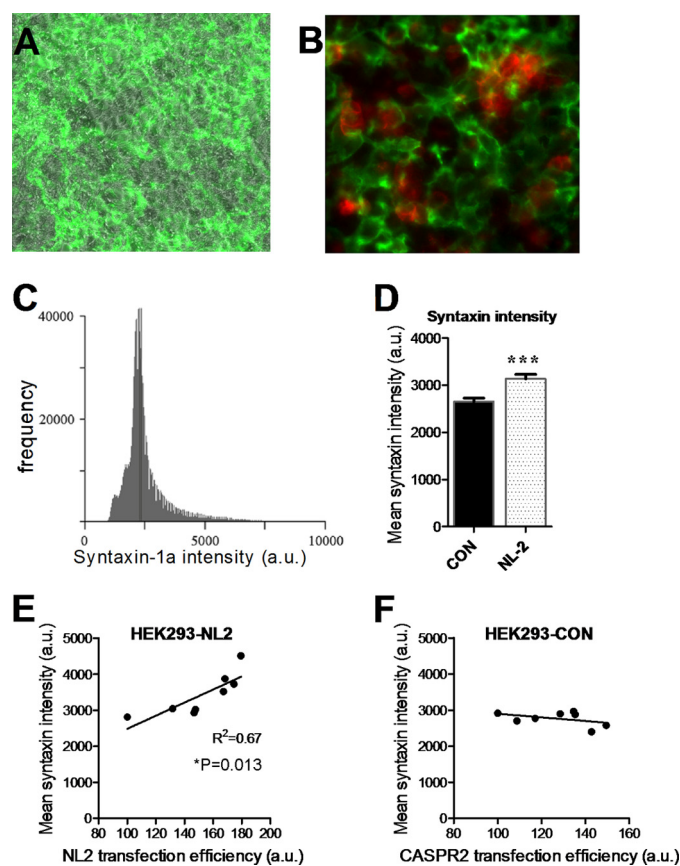 A
B
C
40000
20000
frequency
0
5000
10000
Syntaxin-1a intensity (a.u.)
D
Syntaxin intensity
4000
3000
2000
1000
0
Mean syntaxin intensity (a.u.)
***
CON
NL-2
E
HEK293-NL2
5000
4000
3000
2000
1000
0
Mean syntaxin intensity (a.u.)
R²=0.67
*P=0.013
80 100 120 140 160 180 200
NL2 transfection efficiency (a.u.)
F
HEK293-CON
5000
4000
3000
2000
1000
0
Mean syntaxin intensity (a.u.)
80 100 120 140 160
CASPR2 transfection efficiency (a.u.)